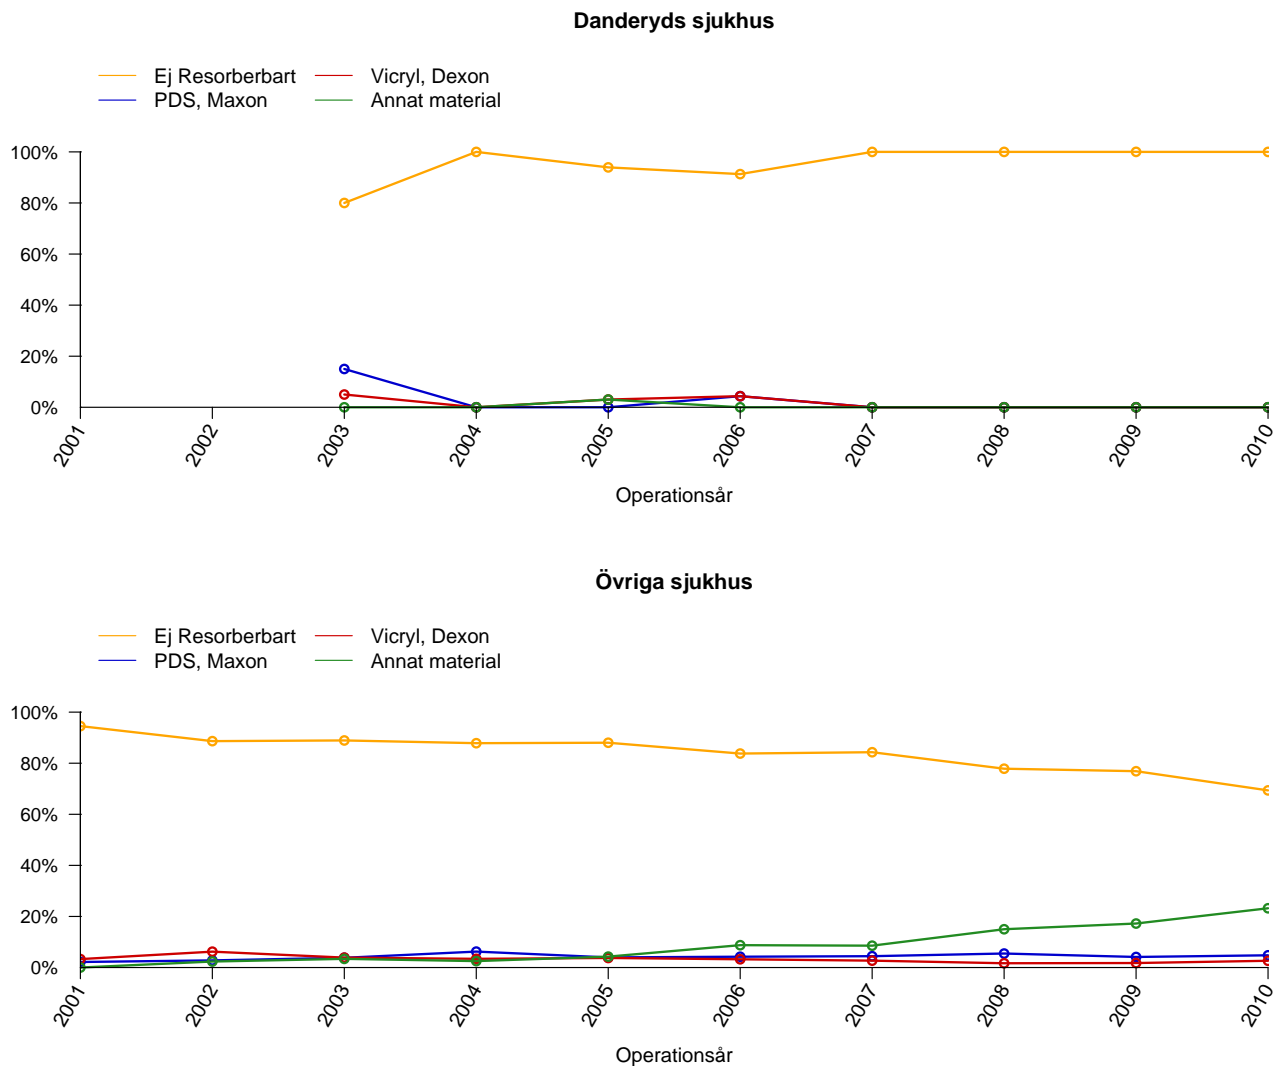 Danderyds sjukhus
Ej Resorberbart Vicryl, Dexon
PDS, Maxon Annat material
100%
80%
60%
40%
20%
0%
2001 2002 2003 2004 2005 2006 2007 2008 2009 2010
Operationsår
Övriga sjukhus
Ej Resorberbart Vicryl, Dexon
PDS, Maxon Annat material
100%
80%
60%
40%
20%
0%
2001 2002 2003 2004 2005 2006 2007 2008 2009 2010
Operationsår